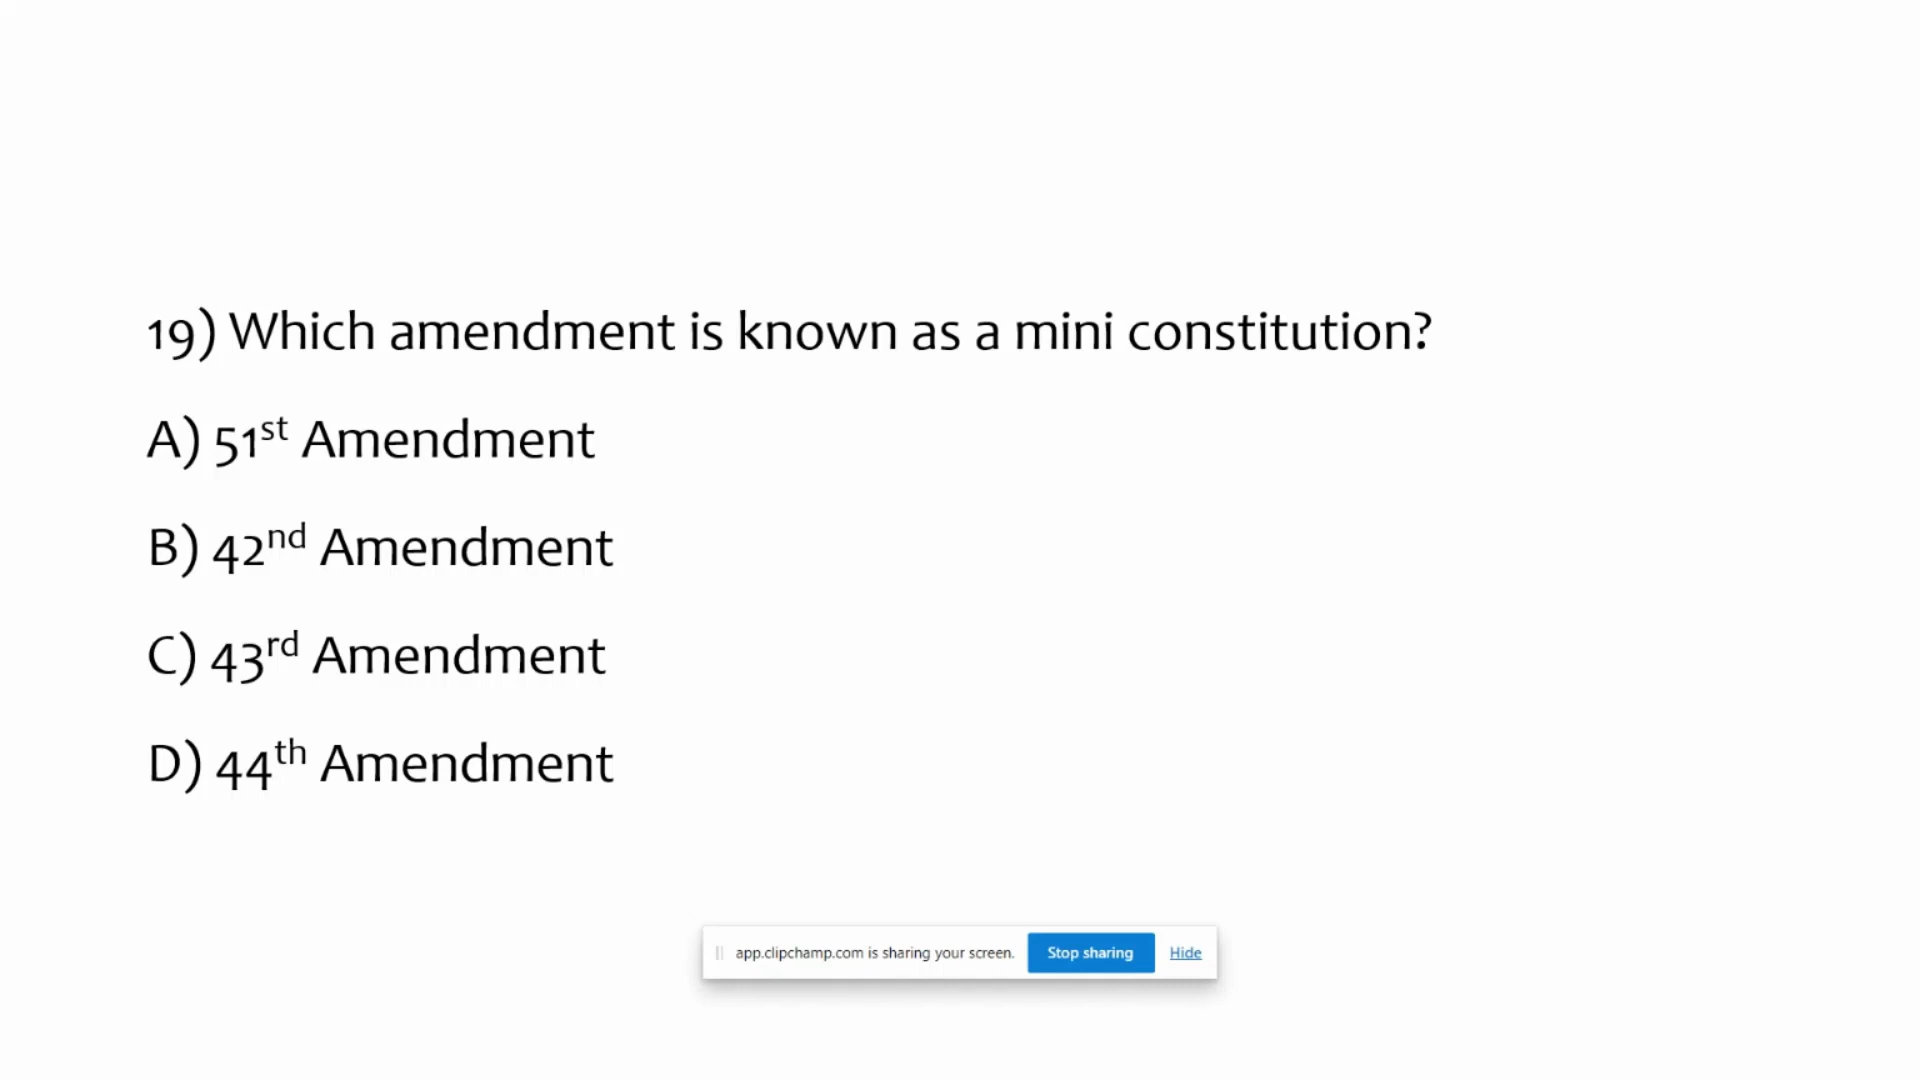 19) Which amendment is known as a mini constitution?
A) 51st Amendment
B) 42nd Amendment
C) 43rd Amendment
D) 44th Amendment
app.clipchamp.com is sharing your screen. Stop sharing Hide